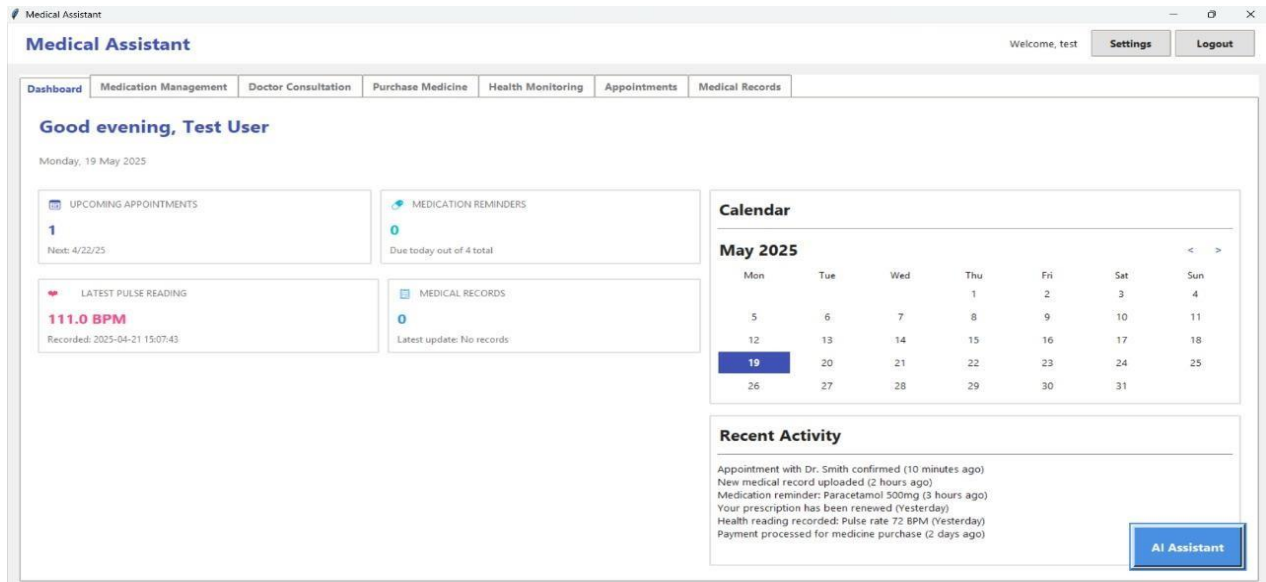 Medical Assistant
Medical Assistant
Welcome, test
Settings
Logout
Dashboard
Medication Management
Doctor Consultation
Purchase Medicine
Health Monitoring
Appointments
Medical Records
Good evening, Test User
Monday, 19 May 2025
UPCOMING APPOINTMENTS
1
Next: 4/22/25
MEDICATION REMINDERS
0
Due today out of 4 total
LATEST PULSE READING
111.0 BPM
Recorded: 2025-04-21 15:07:43
MEDICAL RECORDS
0
Latest update: No records
Calendar
May 2025 < >
Mon Tue Wed Thu Fri Sat Sun
1 2 3 4
5 6 7 8 9 10 11
12 13 14 15 16 17 18
19 20 21 22 23 24 25
26 27 28 29 30 31
Recent Activity
Appointment with Dr. Smith confirmed (10 minutes ago)
New medical record uploaded (2 hours ago)
Medication reminder: Paracetamol 500mg (3 hours ago)
Your prescription has been renewed (Yesterday)
Health reading recorded: Pulse rate 72 BPM (Yesterday)
Payment processed for medicine purchase (2 days ago)
AI Assistant